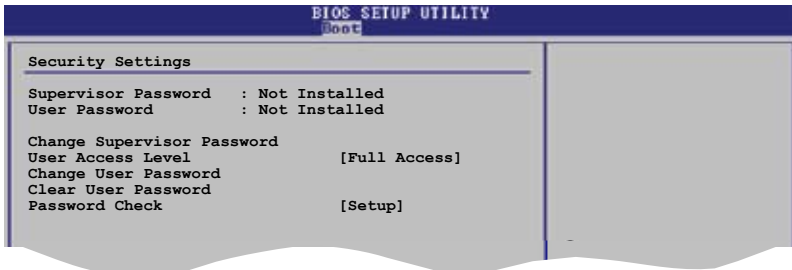 BIOS SETUP UTILITY
Boot
Security Settings
Supervisor Password : Not Installed
User Password : Not Installed
Change Supervisor Password
User Access Level [Full Access]
Change User Password
Clear User Password
Password Check [Setup]